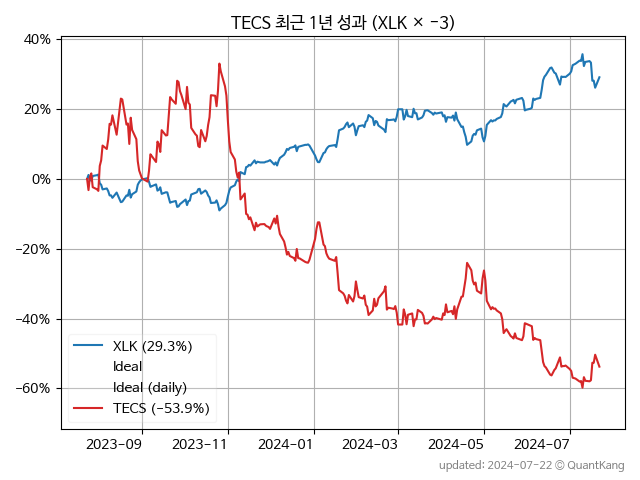 TECS 최근 1년 성과 (XLK × −3)
40%
20%
0%
−20%
−40%
−60%
XLK (29.3%)
Ideal
Ideal (daily)
TECS (−53.9%)
2023−09
2023−11
2024−01
2024−03
2024−05
2024−07
updated: 2024−07−22 © QuantKang